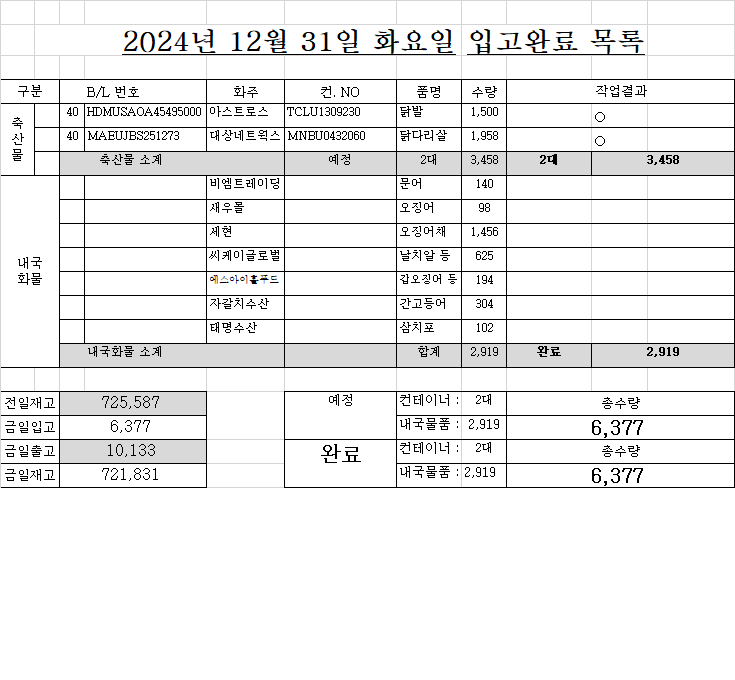 2024년 12월 31일 화요일 입고완료 목록
구분 B/L 번호 화주 컨. NO 품명 수량 작업결과
축산물
40 HDMUSAOA45495000 아스트로스 TCLU1309230 닭발 1,500 ○
40 MAEUJBS251273 대상네트웍스 MNBU0432060 닭다리살 1,958 ○
축산물 소계 예정 2대 3,458 2대 3,458
내국
화물
비엠트레이딩 문어 140
새우몰 오징어 98
세현 오징어채 1,456
씨케이글로벌 날치알 등 625
에스아이홀푸드 갑오징어 등 194
자갈치수산 간고등어 304
태명수산 삼치포 102
내국화물 소계 합계 2,919 완료 2,919
전일재고 725,587 예정 컨테이너 : 2대 총수량
금일입고 6,377 내국물품 : 2,919 6,377
금일출고 10,133 완료 컨테이너 : 2대 총수량
금일재고 721,831 내국물품 : 2,919 6,377